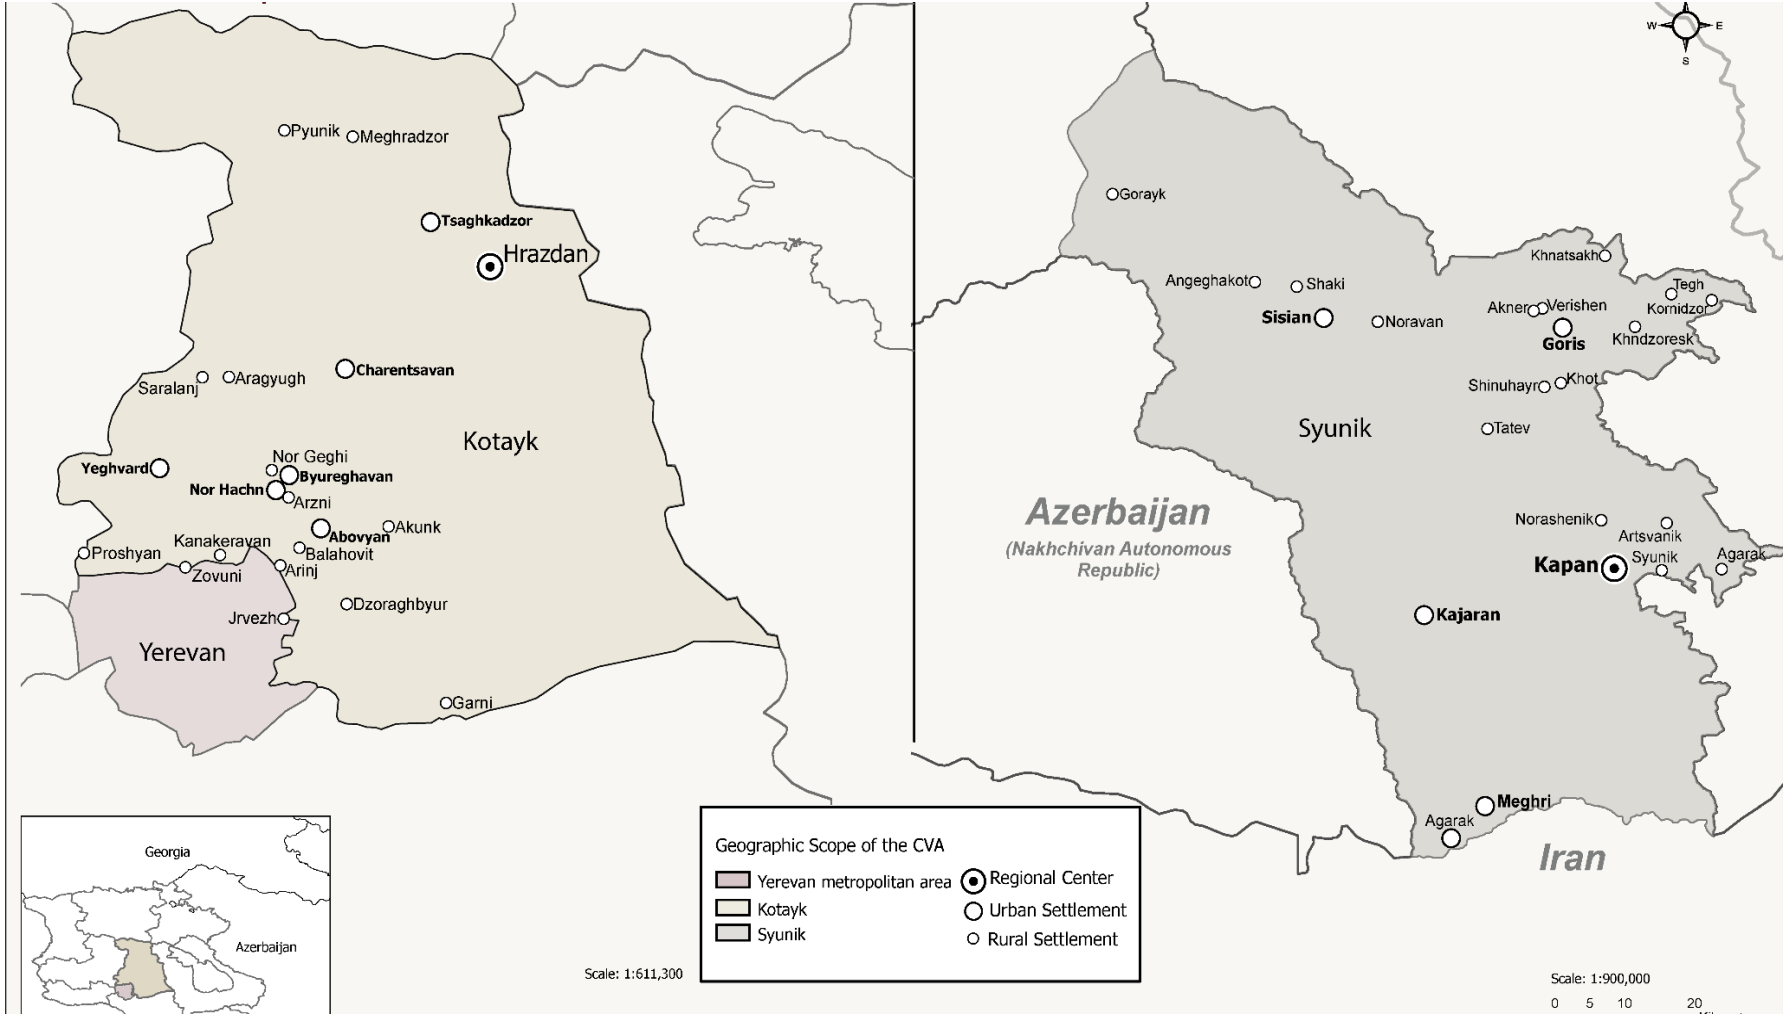 Pyunik
Meghradzor
Tsaghkadzor
Hrazdan
Charentsavan
Saralanj
Aragyugh
Kotayk
Nor Geghi
Yeghvard
Byureghavan
Nor Hachn
Arzni
Akunk
Abovyan
Kanakeravan
Balahovit
Proshyan
Arinj
Zovuni
Dzoraghbyur
Jrvezh
Yerevan
Garni
W
E
S
Gorayk
Khnatsakh
Angeghakot
Shaki
Tegh
Akner
Verishen
Kornidzor
Sisian
Noravan
Goris
Khndzoresk
Shinuhayr
Khot
Syunik
Tatev
Azerbaijan
(Nakhchivan Autonomous
Republic)
Norashenik
Artsvanik
Syunik
Agarak
Kapan
Kajaran
Meghri
Agarak
Iran
Georgia
Azerbaijan
Geographic Scope of the CVA
Yerevan metropolitan area
Kotayk
Syunik
Regional Center
Urban Settlement
Rural Settlement
Scale: 1:611,300
Scale: 1:900,000
0 5 10 20